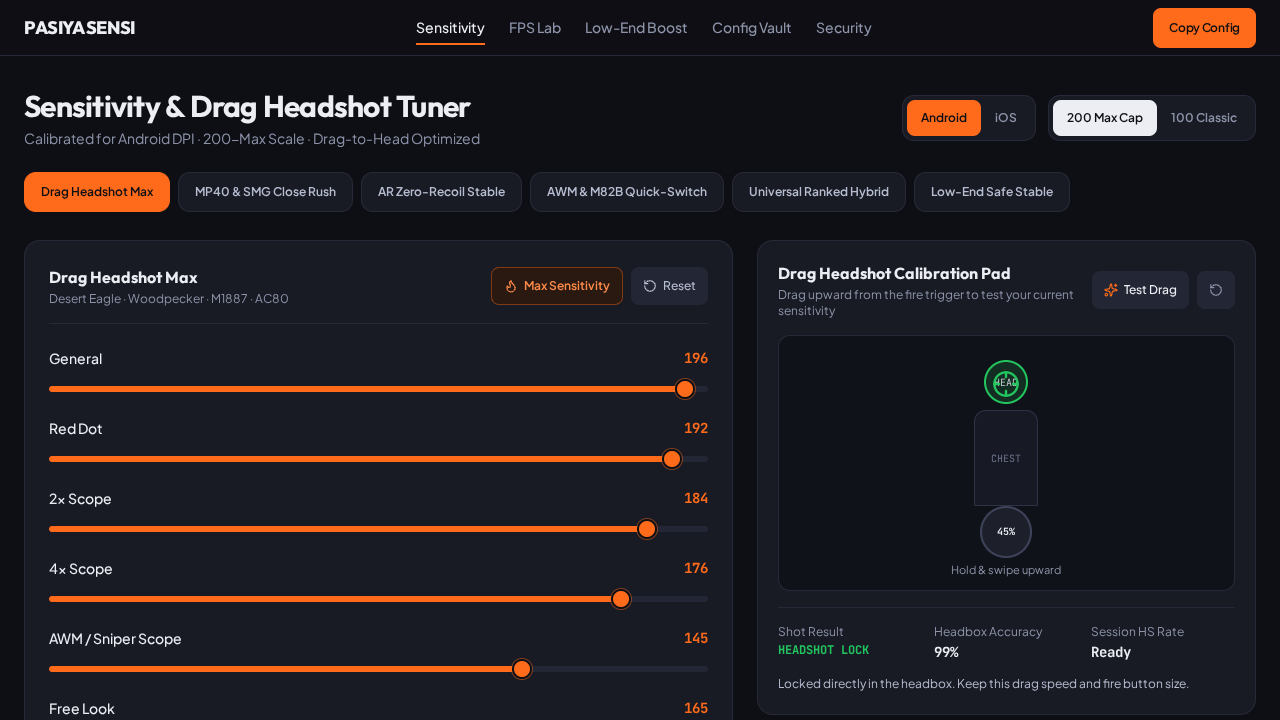 PASIYASENSI
Sensitivity
FPS Lab
Low-End Boost
Config Vault
Security
Copy Config
Sensitivity & Drag Headshot Tuner
Calibrated for Android DPI · 200-Max Scale · Drag-to-Head Optimized
Android
iOS
200 Max Cap
100 Classic
Drag Headshot Max
MP40 & SMG Close Rush
AR Zero-Recoil Stable
AWM & M82B Quick-Switch
Universal Ranked Hybrid
Low-End Safe Stable
Drag Headshot Max
Desert Eagle · Woodpecker · M1887 · AC80
Max Sensitivity
Reset
General 196
Red Dot 192
2x Scope 184
4x Scope 176
AWM / Sniper Scope 145
Free Look 165
Drag Headshot Calibration Pad
Drag upward from the fire trigger to test your current
sensitivity
Test Drag
HEAD
CHEST
45%
Hold & swipe upward
Shot Result
HEADSHOT LOCK
Headbox Accuracy
99%
Session HS Rate
Ready
Locked directly in the headbox. Keep this drag speed and fire button size.